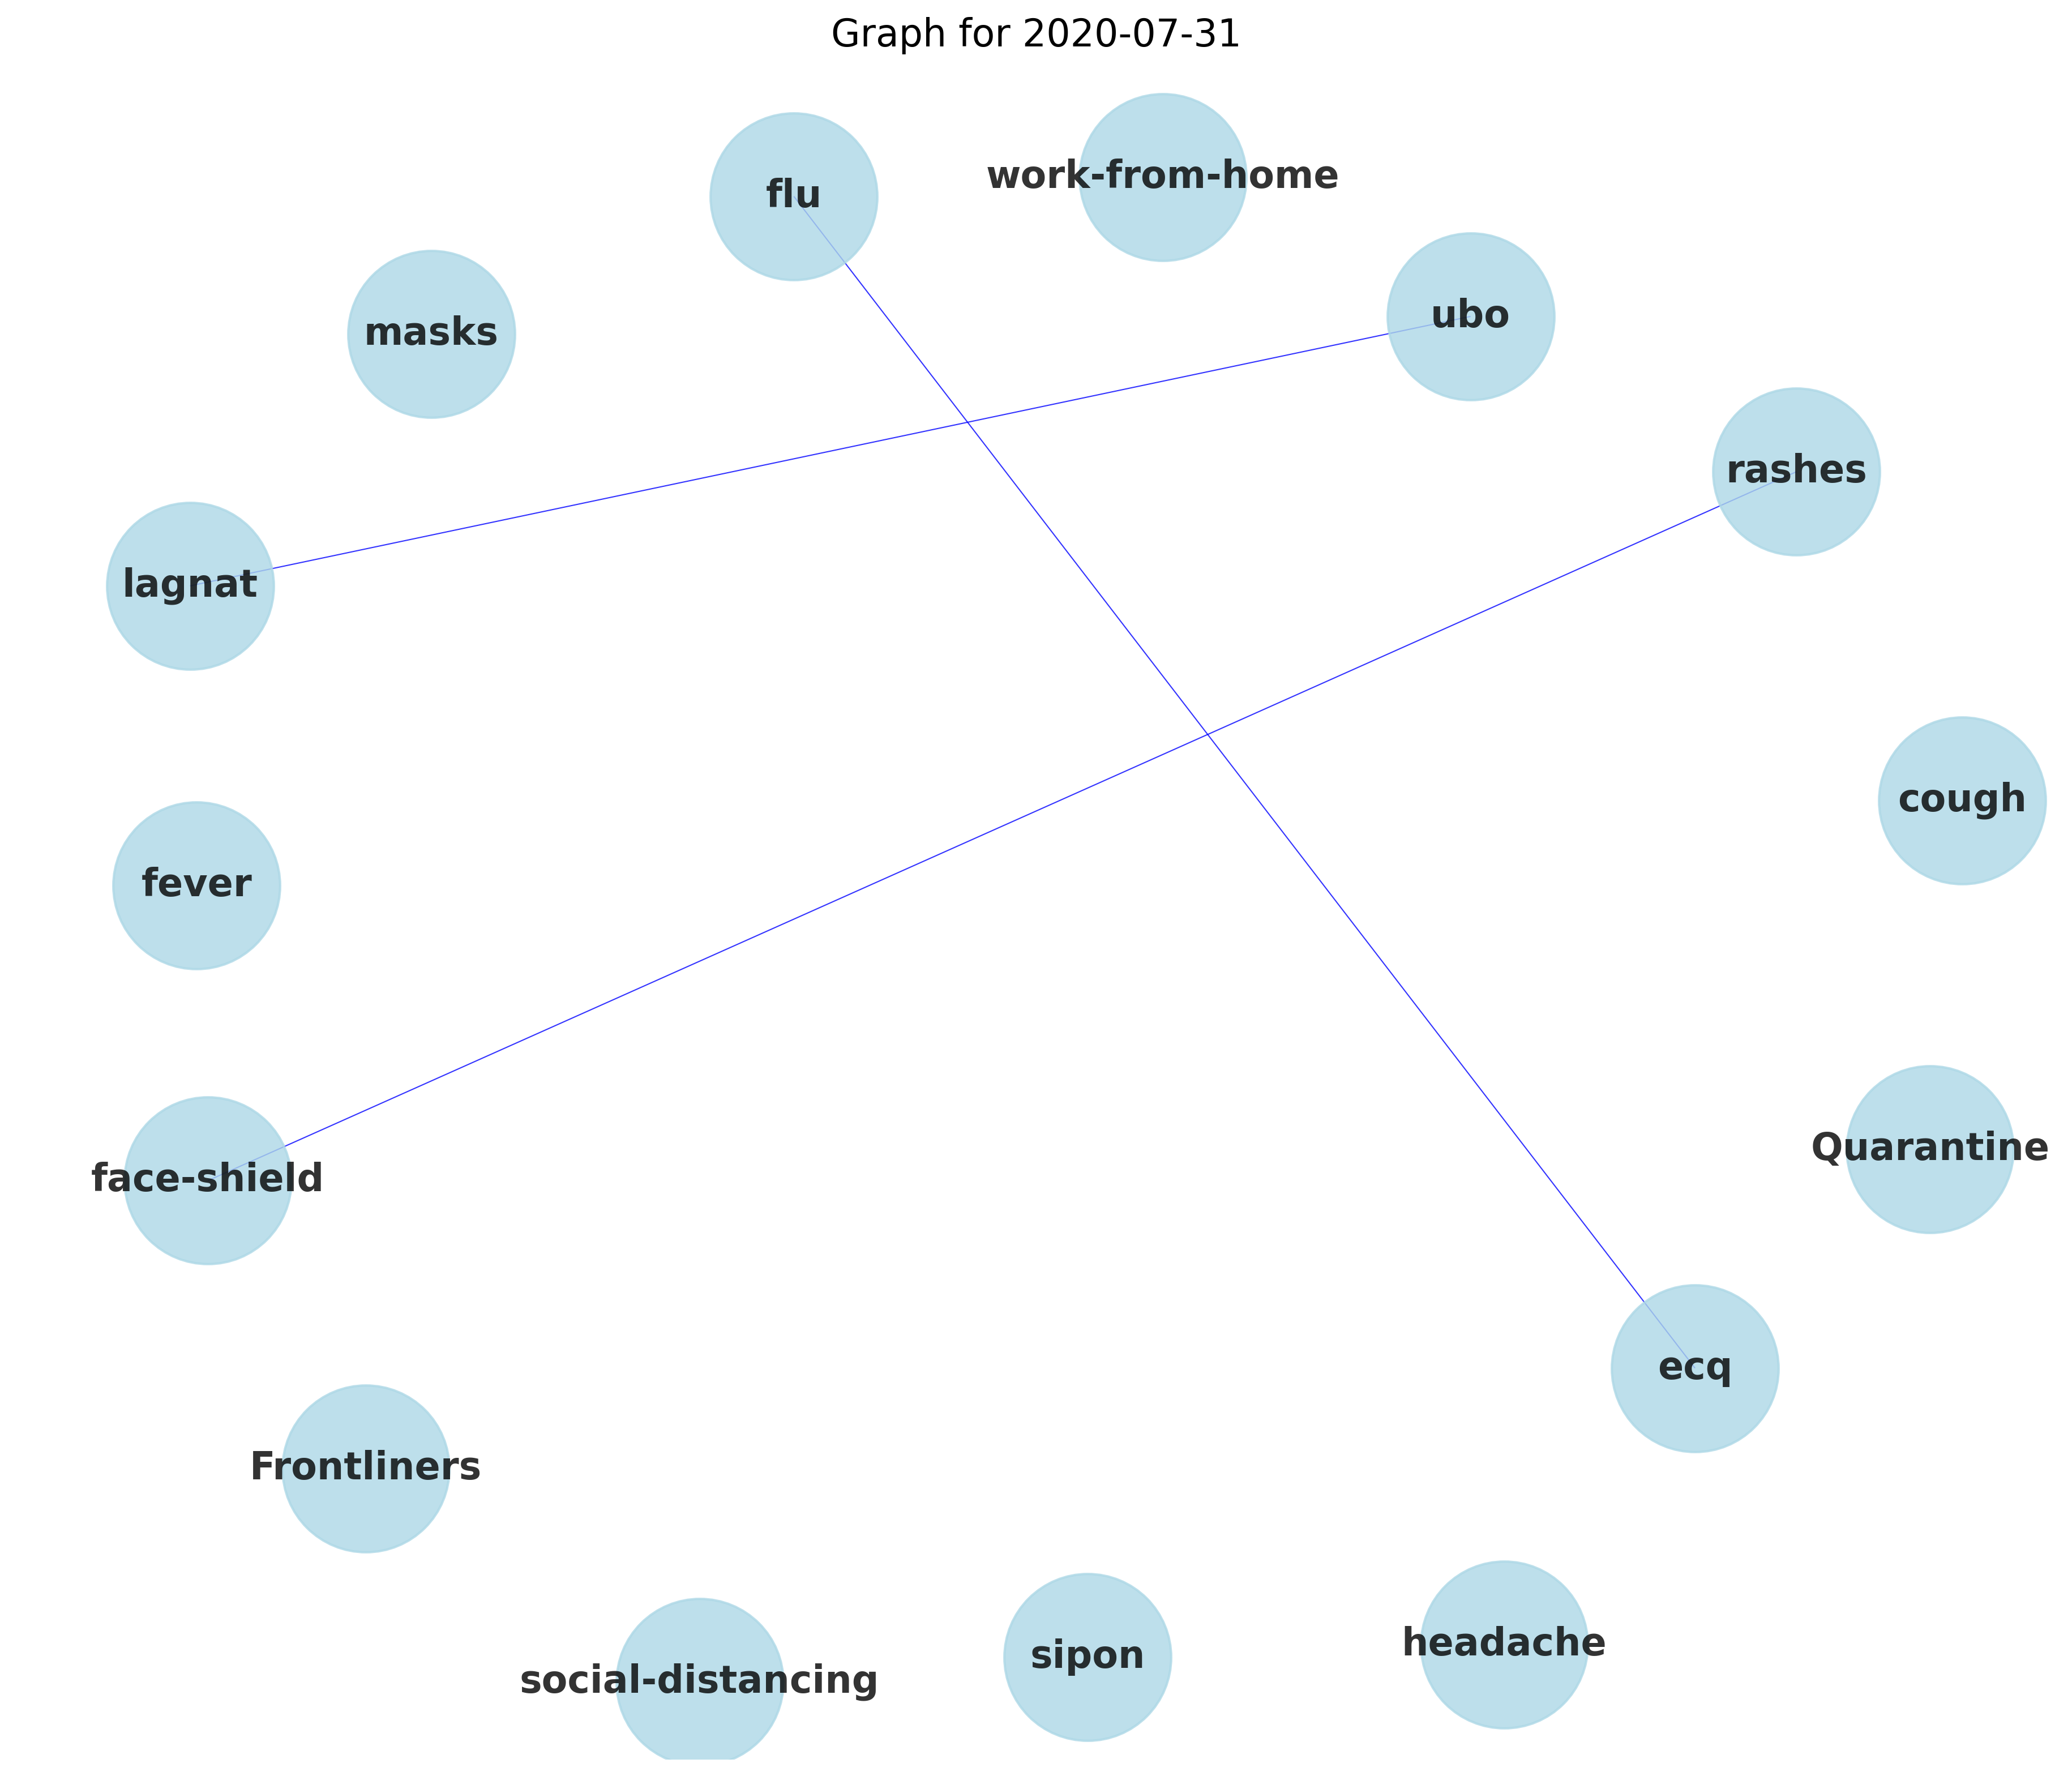 Graph for 2020-07-31
work-from-home
flu
ubo
masks
rashes
lagnat
cough
fever
Quarantine
face-shield
ecq
Frontliners
headache
sipon
social-distancing